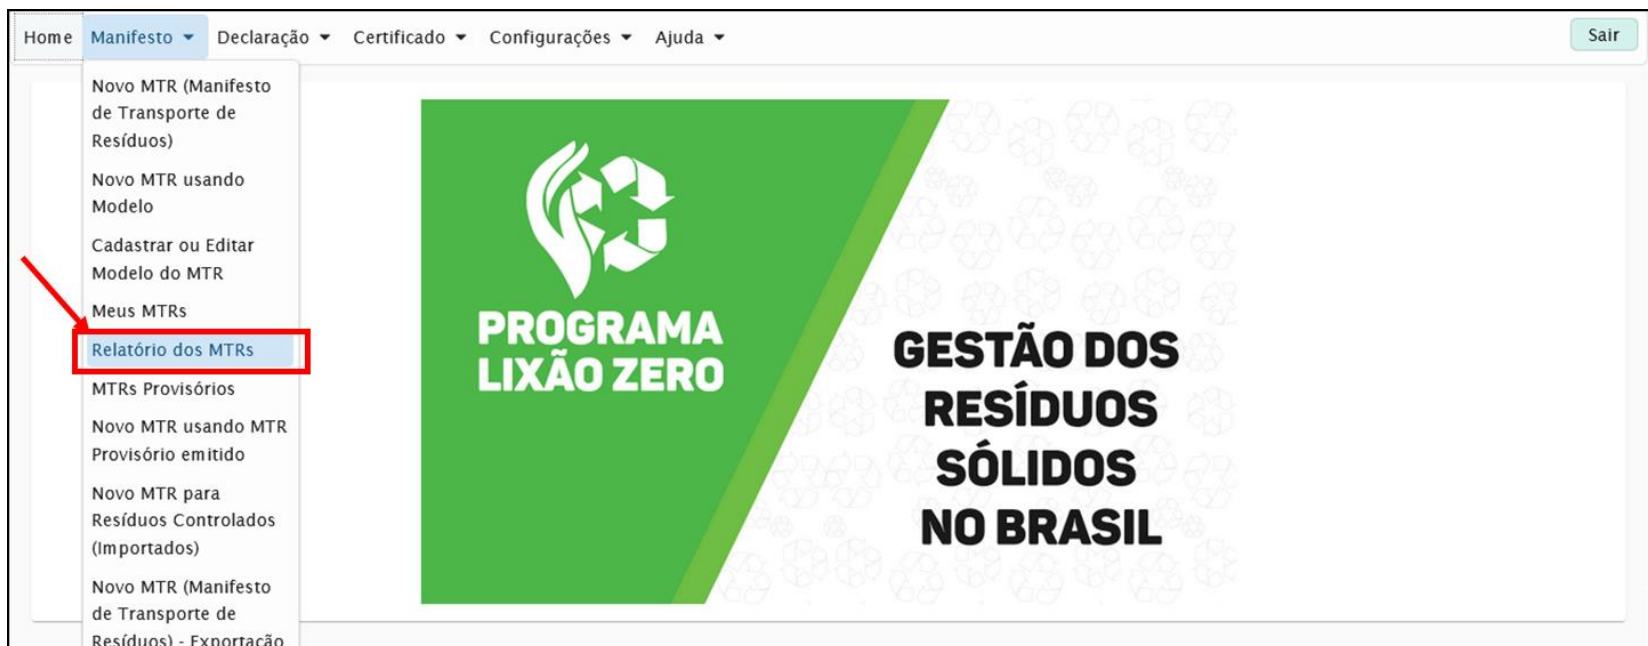 Home Manifesto Declaração Certificado Configurações Ajuda Sair
Novo MTR (Manifesto
de Transporte de
Resíduos)
Novo MTR usando
Modelo
Cadastrar ou Editar
Modelo do MTR
Meus MTRs
Relatório dos MTRs
MTRs Provisórios
Novo MTR usando MTR
Provisório emitido
Novo MTR para
Resíduos Controlados
(Importados)
Novo MTR (Manifesto
de Transporte de
Resíduos) - Exportação
PROGRAMA
LIXÃO ZERO
GESTÃO DOS
RESÍDUOS
SÓLIDOS
NO BRASIL